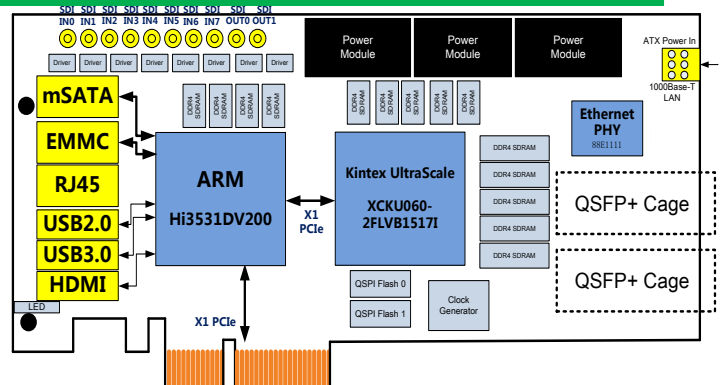 SDI SDI SDI SDI SDI SDI SDI SDI SDI SDI
IN0 IN1 IN2 IN3 IN4 IN5 IN6 IN7 OUT0 OUT1
Driver Driver Driver Driver Driver Driver Driver Driver
Power Module
Power Module
Power Module
ATX Power In
1000Base-T
LAN
mSATA
EMMC
RJ45
USB2.0
USB3.0
HDMI
LED
DDR4 SDRAM
DDR4 SDRAM
DDR4 SDRAM
DDR4 SDRAM
ARM
Hi3531DV200
X1
PCIe
X1 PCIe
DDR4 SDRAM
DDR4 SDRAM
DDR4 SDRAM
DDR4 SDRAM
DDR4 SDRAM
Kintex UltraScale
XCKU060-
2FLVB1517I
DDR4 SDRAM
DDR4 SDRAM
DDR4 SDRAM
DDR4 SDRAM
DDR4 SDRAM
QSPI Flash 0
QSPI Flash 1
Clock
Generator
Ethernet
PHY
88E1111
QSFP+ Cage
QSFP+ Cage